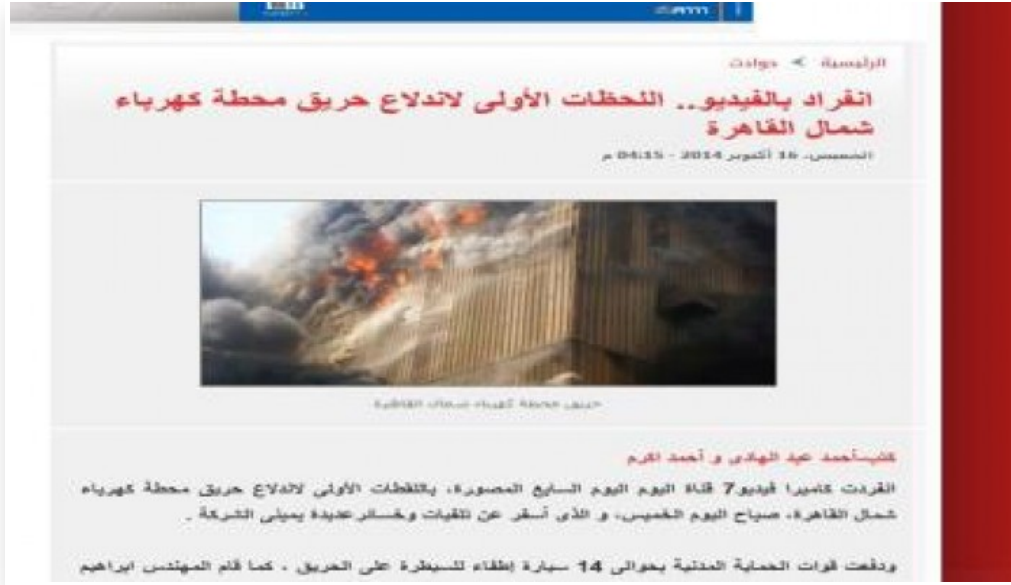 الرئيسية > حوادث
انفراد بالفيديو.. اللحظات الأولى لاندلاع حريق محطة كهرباء
شمال القاهرة
الخميس، 16 أكتوبر 2014 - 04:15 م
حريق محطة كهرباء شمال القاهرة
كتب-أحمد عبد الهادى و أحمد اكرم
انفردت كاميرا فيديو7 قناة اليوم اليوم السابع المصورة، باللقطات الأولى لاندلاع حريق محطة كهرباء
شمال القاهرة، صباح اليوم الخميس، و الذى أسفر عن تلفيات وخسائر عديدة بمبنى الشركة .
ودفعت قوات الحماية المدنية بحوالى 14 سيارة إطفاء للسيطرة على الحريق ، كما قام المهندس ابراهيم